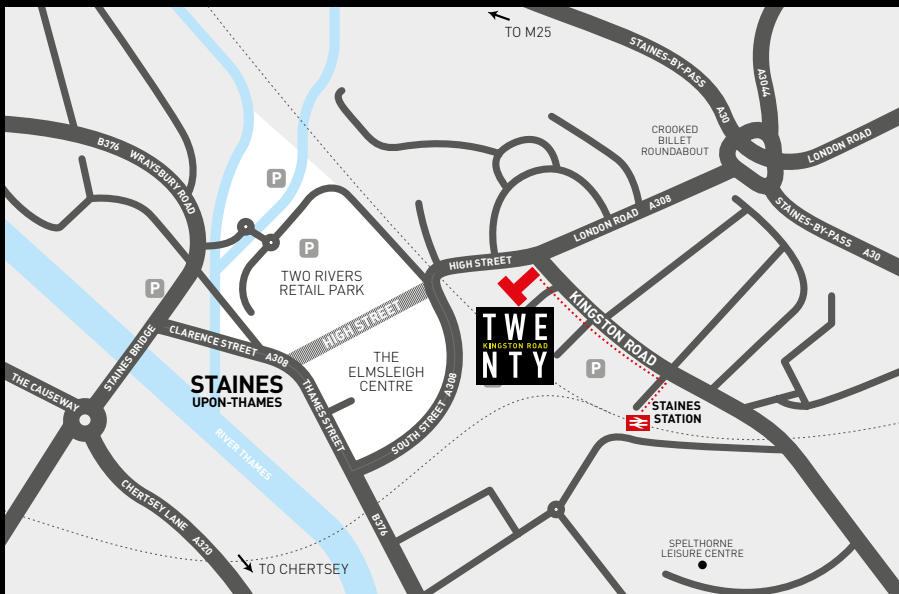 TO M25
STAINES-BY-PASS
A30
A3044
CROOKED
BILLET
ROUNDABOUT
LONDON ROAD
B376 WRAYSBURY ROAD
P
LONDON ROAD A308
STAINES-BY-PASS A30
P
HIGH STREET
TWO RIVERS
RETAIL PARK
P
HIGH STREET
TWE
KINGSTON ROAD
NTY
KINGSTON ROAD
CLARENCE STREET A308
STAINES BRIDGE
THE
ELMSLEIGH
CENTRE
P
THE CAUSEWAY
STAINES
UPON-THAMES
THAMES STREET
SOUTH STREET A308
STAINES
STATION
RIVER THAMES
CHERTSEY LANE A320
B376
SPELTHORNE
LEISURE CENTRE
TO CHERTSEY